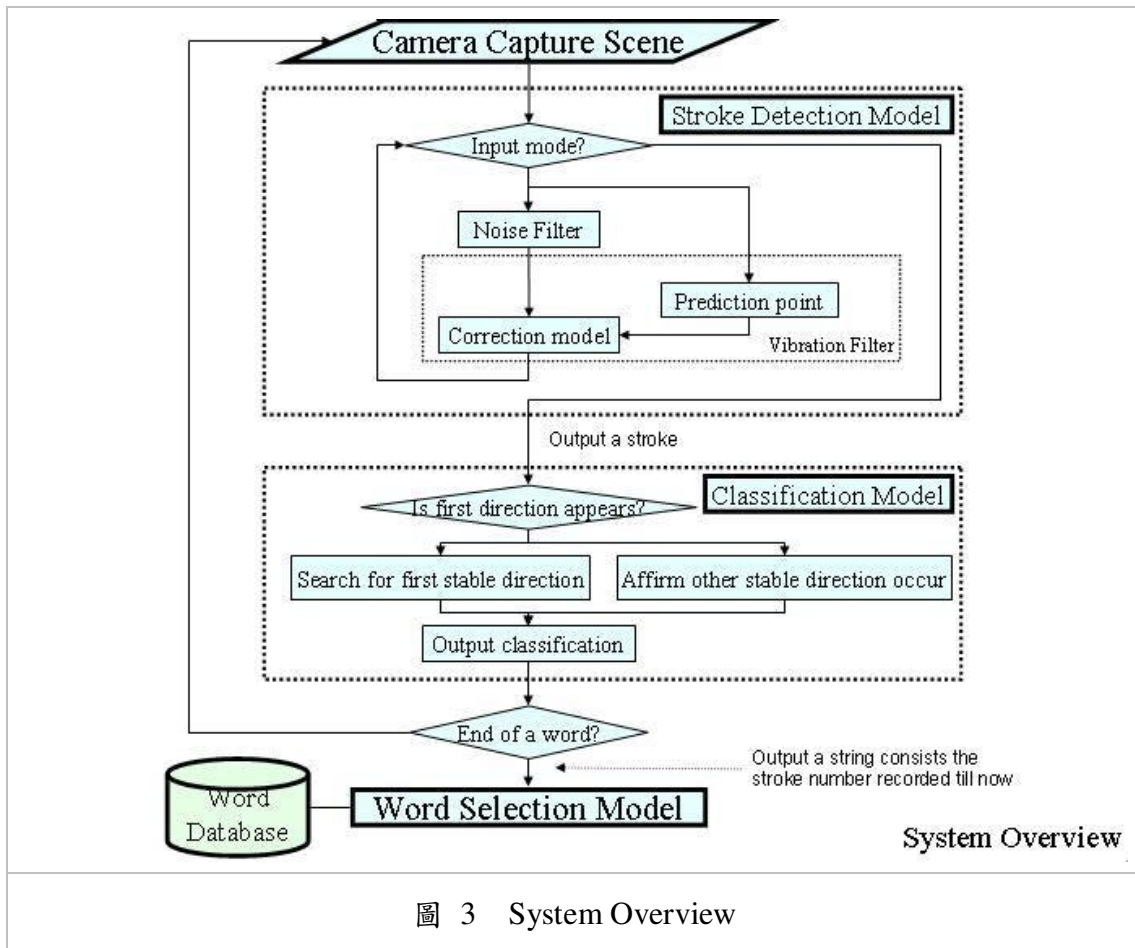 Camera Capture Scene
Stroke Detection Model
Input mode?
Noise Filter
Prediction point
Correction model
Vibration Filter
Output a stroke
Classification Model
Is first direction appears?
Search for first stable direction
Affirm other stable direction occur
Output classification
End of a word?
Output a string consists the
stroke number recorded till now
Word
Database
Word Selection Model
System Overview
圖 3 System Overview